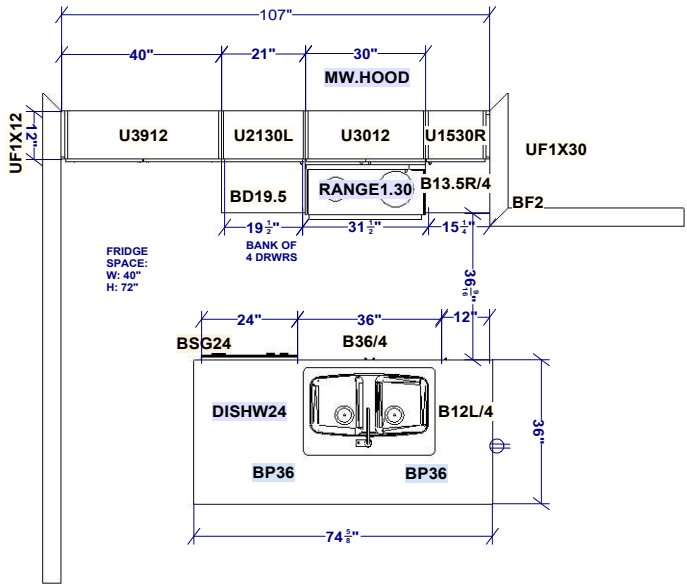 107"
40"
21"
30"
MW.HOOD
UF1X12
12"
U3912
U2130L
U3012
U1530R
UF1X30
BD19.5
RANGE1.30
B13.5R/4
BF2
19 1/2"
31 1/2"
15 1/4"
BANK OF
4 DRWRS
FRIDGE
SPACE:
W: 40"
H: 72"
36 9/16"
24"
36"
12"
BSG24
B36/4
DISHW24
B12L/4
36"
BP36
BP36
74 5/8"